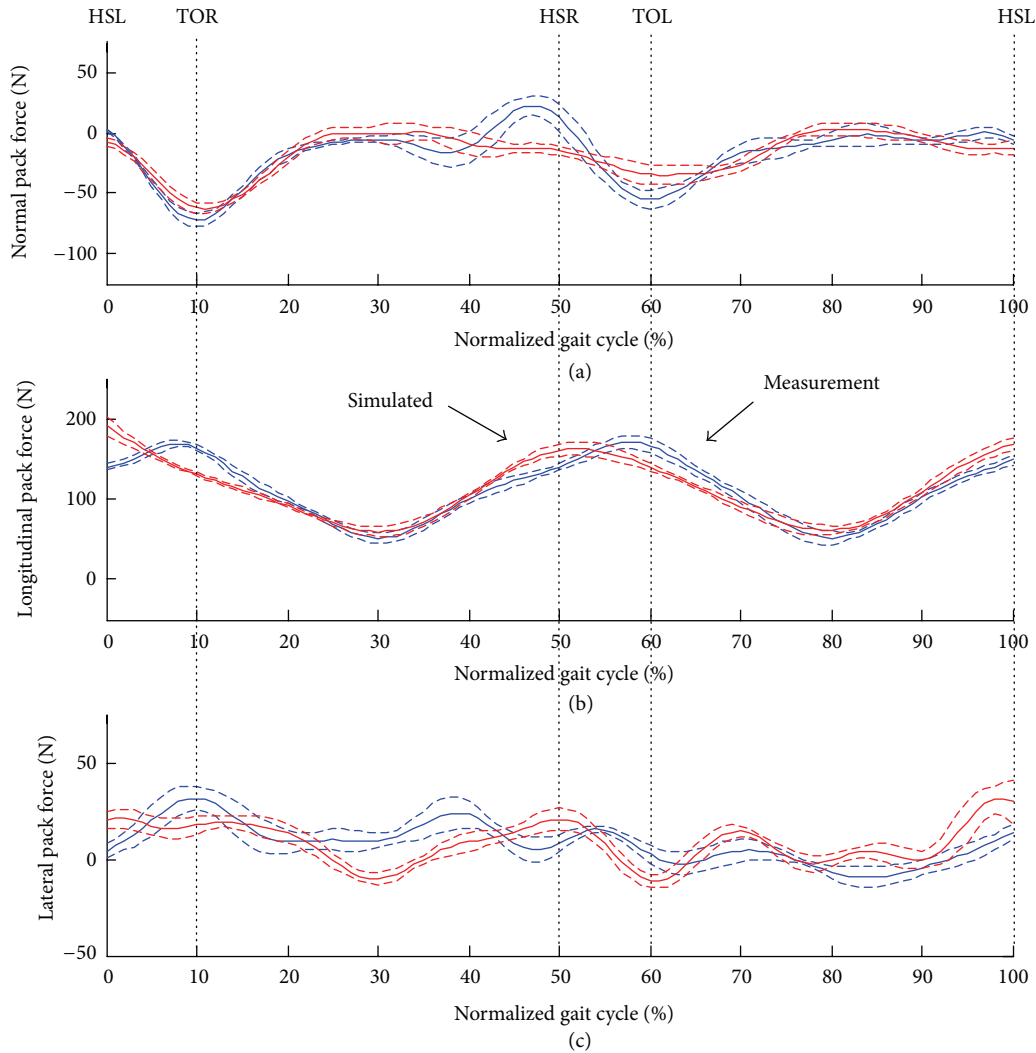 HSL TOR HSR TOL HSL
Normal pack force (N)
50
0
−50
−100
0 10 20 30 40 50 60 70 80 90 100
Normalized gait cycle (%)
(a)
Longitudinal pack force (N)
200
100
0
Simulated
Measurement
0 10 20 30 40 50 60 70 80 90 100
Normalized gait cycle (%)
(b)
Lateral pack force (N)
50
0
−50
0 10 20 30 40 50 60 70 80 90 100
Normalized gait cycle (%)
(c)